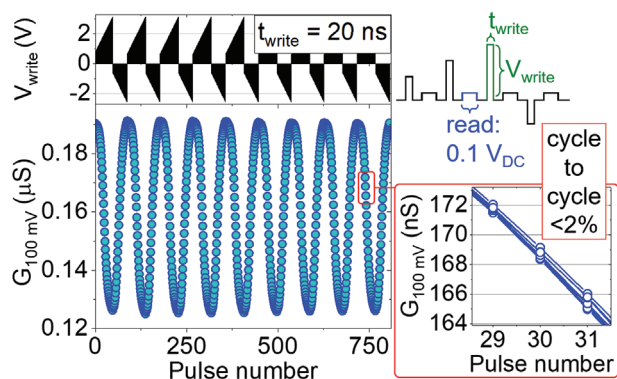 V_write (V)
2
0
-2
t_write = 20 ns
t_write
V_write
read:
0.1 V_DC
G_100 mV (μS)
0.18
0.16
0.14
0.12
0
250
500
750
Pulse number
cycle
to
cycle
<2%
G_100 mV (nS)
172
170
168
166
164
29
30
31
Pulse number